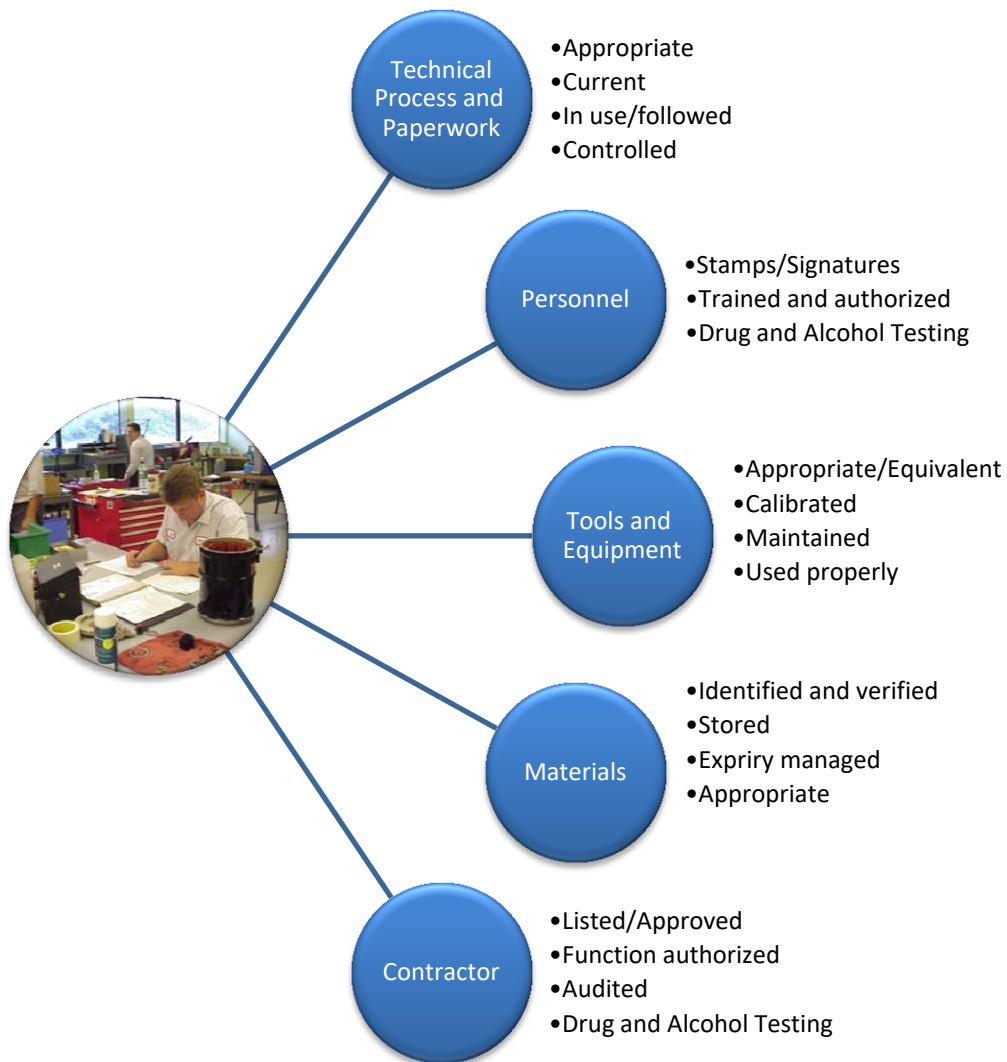 Technical
Process and
Paperwork
•Appropriate
•Current
•In use/followed
•Controlled
Personnel
•Stamps/Signatures
•Trained and authorized
•Drug and Alcohol Testing
Tools and
Equipment
•Appropriate/Equivalent
•Calibrated
•Maintained
•Used properly
Materials
•Identified and verified
•Stored
•Expriry managed
•Appropriate
Contractor
•Listed/Approved
•Function authorized
•Audited
•Drug and Alcohol Testing